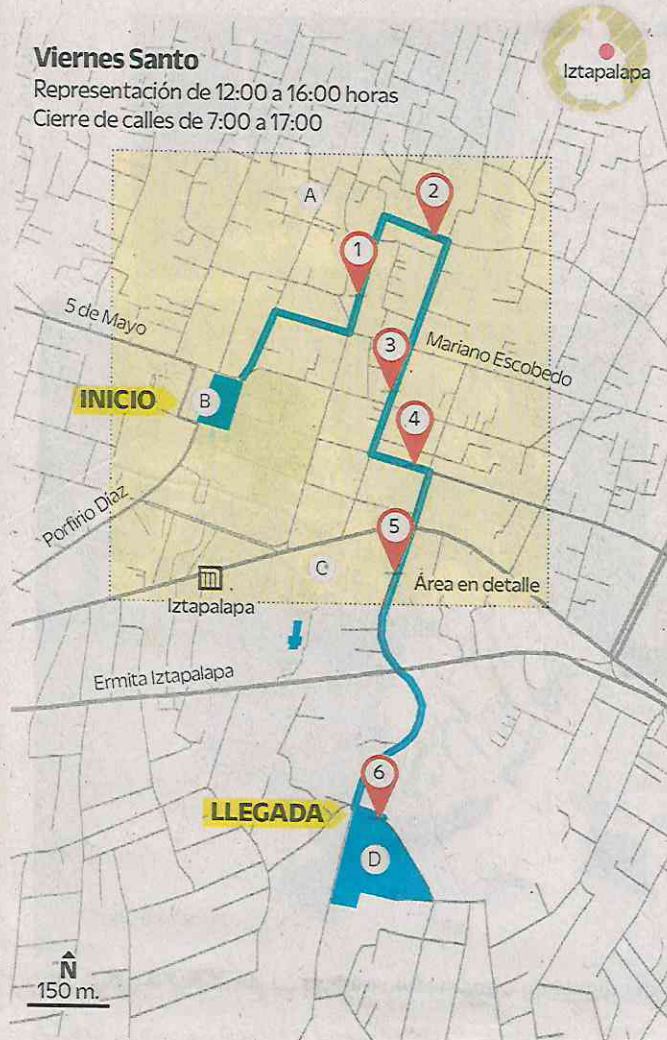 Viernes Santo
Representación de 12:00 a 16:00 horas
Cierre de calles de 7:00 a 17:00
Iztapalapa
A
2
1
5 de Mayo
3
Mariano Escobedo
INICIO
B
4
Porfirio Díaz
5
C
Área en detalle
Iztapalapa
Ermita Iztapalapa
6
LLEGADA
D
N
150 m.